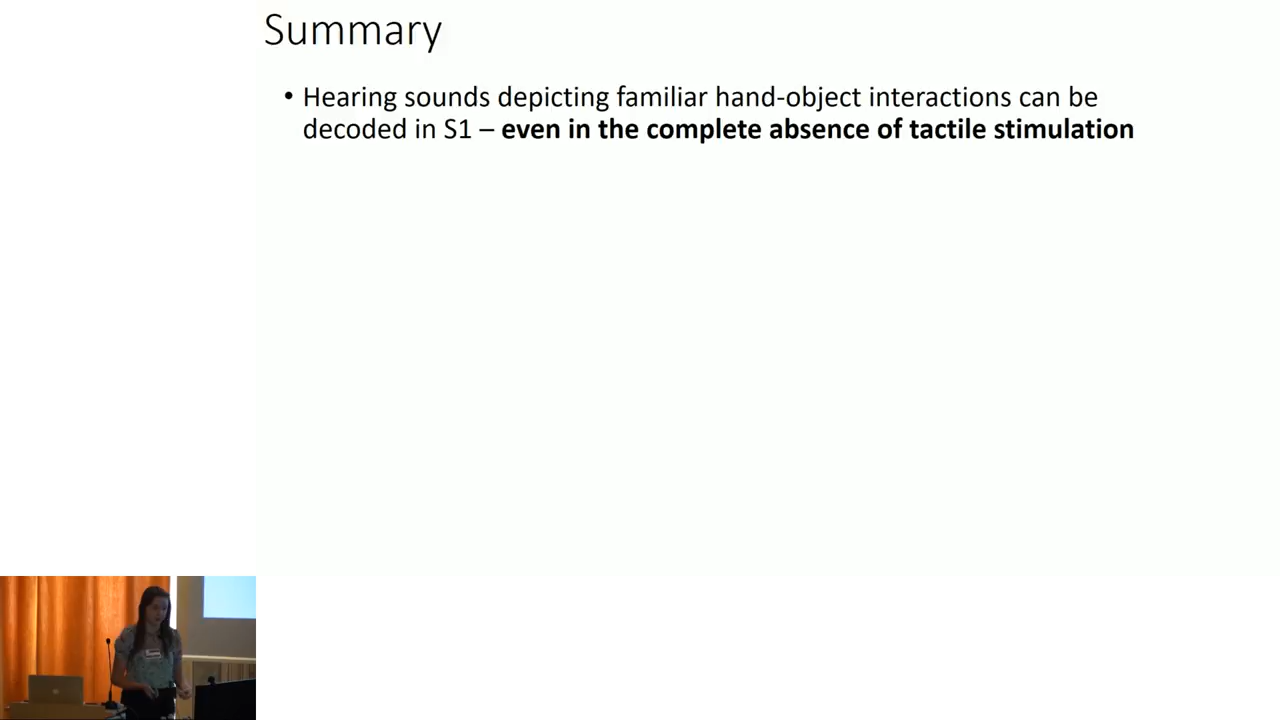 Summary
• Hearing sounds depicting familiar hand-object interactions can be
decoded in S1 – even in the complete absence of tactile stimulation